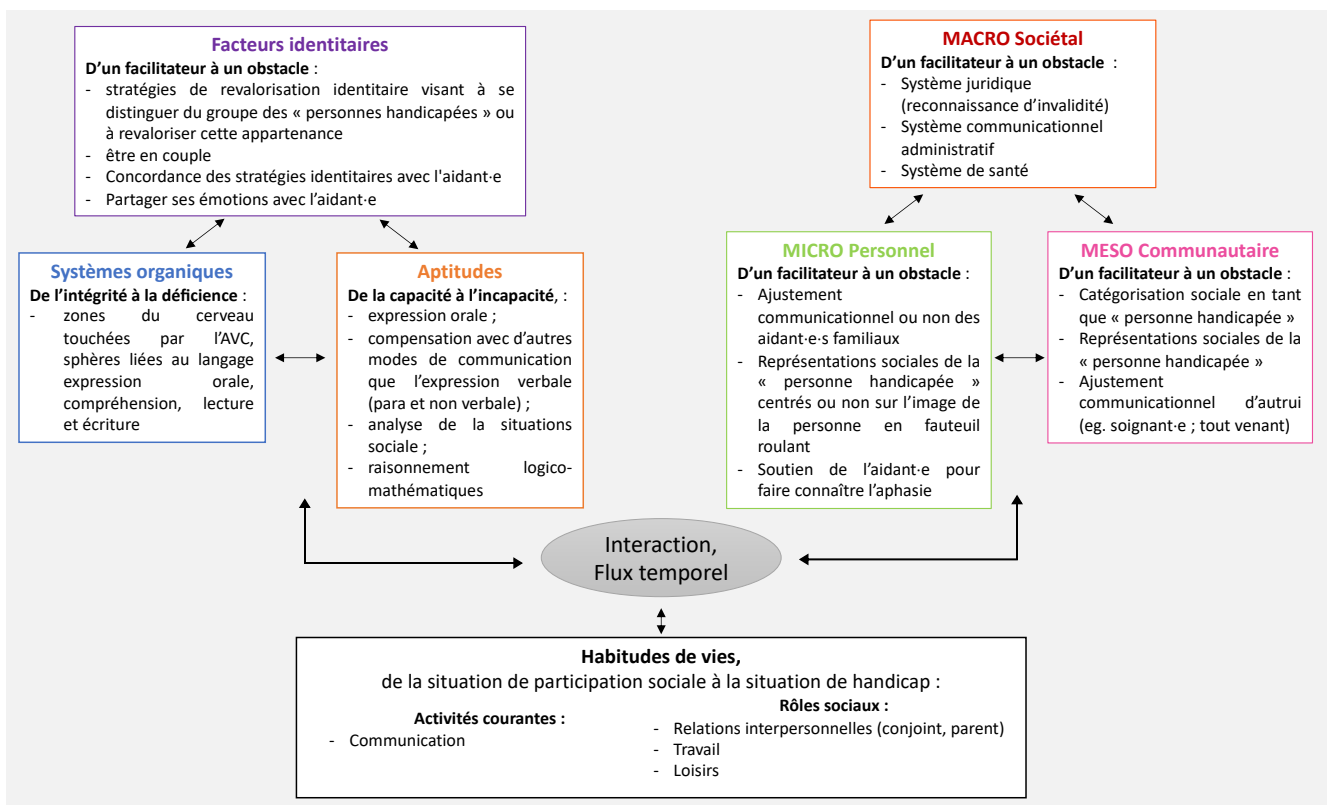 Facteurs identitaires
D'un facilitateur à un obstacle :
- stratégies de revalorisation identitaire visant à se
distinguer du groupe des « personnes handicapées » ou
à revaloriser cette appartenance
- être en couple
- Concordance des stratégies identitaires avec l'aidant·e
- Partager ses émotions avec l'aidant·e
MACRO Sociétal
D'un facilitateur à un obstacle :
- Système juridique
(reconnaissance d'invalidité)
- Système communicationnel
administratif
- Système de santé
Systèmes organiques
De l'intégrité à la déficience :
- zones du cerveau
touchées par l'AVC,
sphères liées au langage
expression orale,
compréhension, lecture
et écriture
Aptitudes
De la capacité à l'incapacité, :
- expression orale ;
- compensation avec d'autres
modes de communication
que l'expression verbale
(para et non verbale) ;
- analyse de la situations
sociale ;
- raisonnement logico-
mathématiques
MICRO Personnel
D'un facilitateur à un obstacle :
- Ajustement
communicationnel ou non des
aidant·e·s familiaux
- Représentations sociales de la
« personne handicapée »
centrés ou non sur l'image de
la personne en fauteuil
roulant
- Soutien de l'aidant·e pour
faire connaître l'aphasie
MESO Communautaire
D'un facilitateur à un obstacle :
- Catégorisation sociale en tant
que « personne handicapée »
- Représentations sociales de la
« personne handicapée »
- Ajustement
communicationnel d'autrui
(eg. soignant·e ; tout venant)
Interaction,
Flux temporel
Habitudes de vies,
de la situation de participation sociale à la situation de handicap :
Activités courantes :
- Communication
Rôles sociaux :
- Relations interpersonnelles (conjoint, parent)
- Travail
- Loisirs